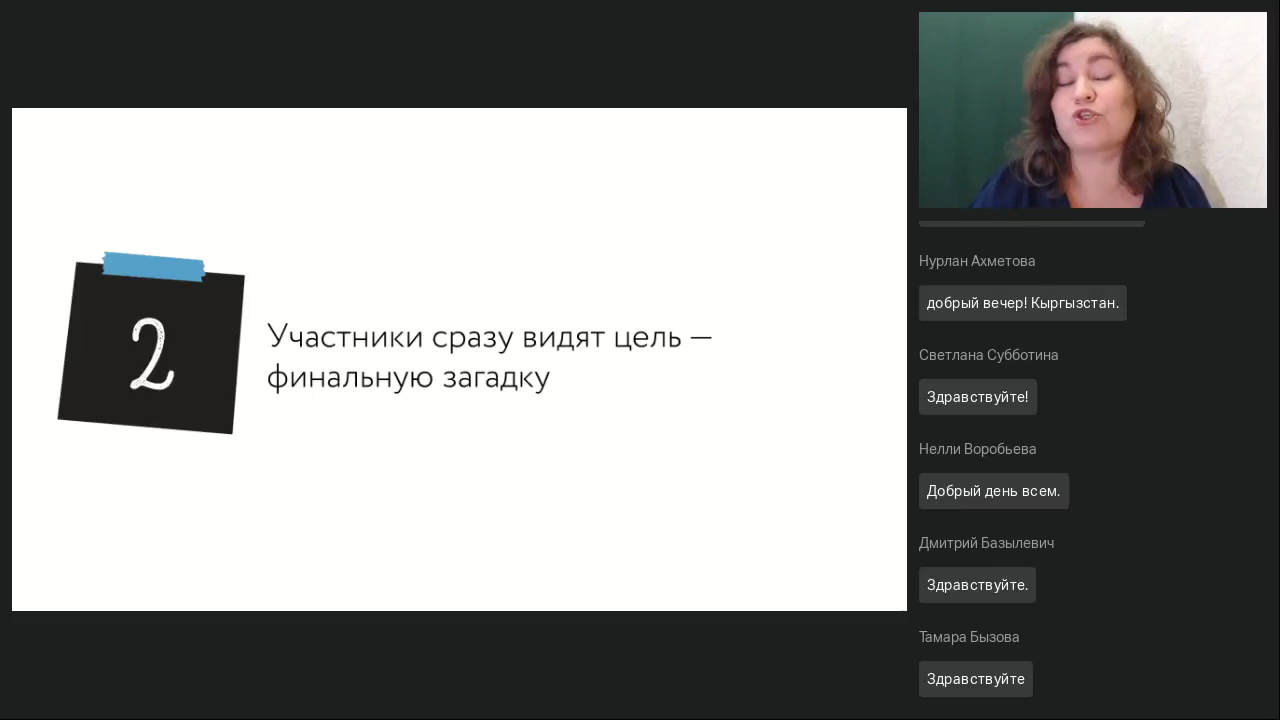 2
Участники сразу видят цель —
финальную загадку
Нурлан Ахметова
добрый вечер! Кыргызстан.
Светлана Субботина
Здравствуйте!
Нелли Воробьева
Добрый день всем.
Дмитрий Базылевич
Здравствуйте.
Тамара Бызова
Здравствуйте